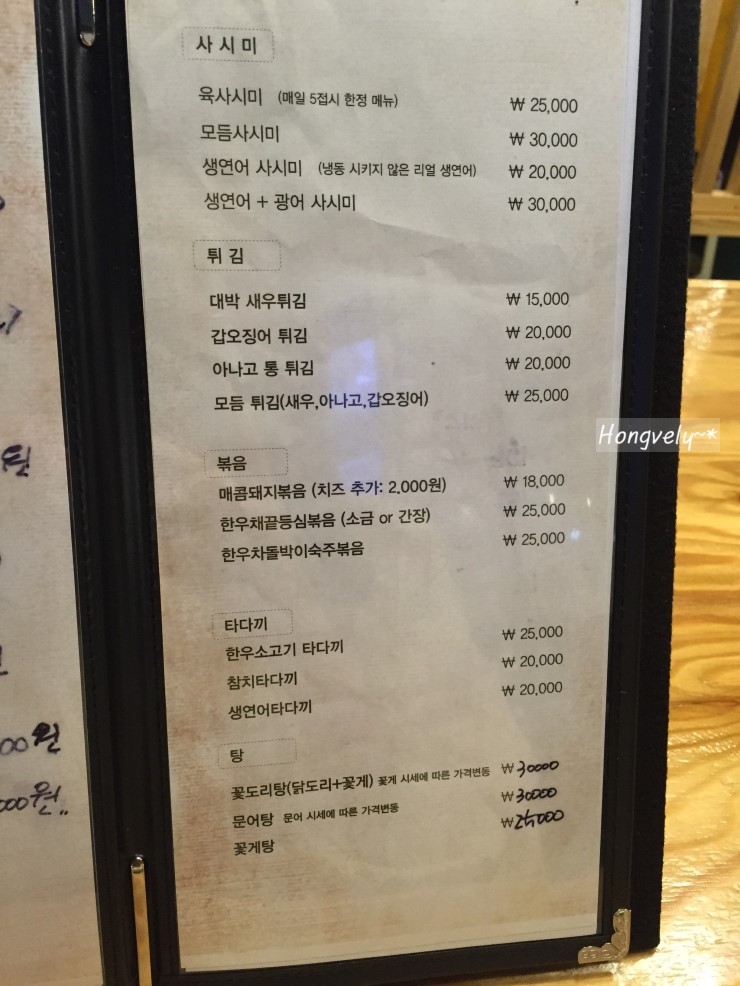 사시미
육사시미 (매일 5접시 한정 메뉴) ₩ 25,000
모듬사시미 ₩ 30,000
생연어 사시미 (냉동 시키지 않은 리얼 생연어) ₩ 20,000
생연어 + 광어 사시미 ₩ 30,000
튀김
대박 새우튀김 ₩ 15,000
갑오징어 튀김 ₩ 20,000
아나고 통 튀김 ₩ 20,000
모듬 튀김(새우,아나고,갑오징어) ₩ 25,000
Hongvely~*
볶음
매콤돼지볶음 (치즈 추가: 2,000원) ₩ 18,000
한우채끝등심볶음 (소금 or 간장) ₩ 25,000
한우차돌박이숙주볶음 ₩ 25,000
타다끼
한우소고기 타다끼 ₩ 25,000
참치타다끼 ₩ 20,000
생연어타다끼 ₩ 20,000
탕
꽃도리탕(닭도리+꽃게) 꽃게 시세에 따른 가격변동 ₩30000
문어탕 문어 시세에 따른 가격변동 ₩30000
꽃게탕 ₩25000
원
00원
000원..